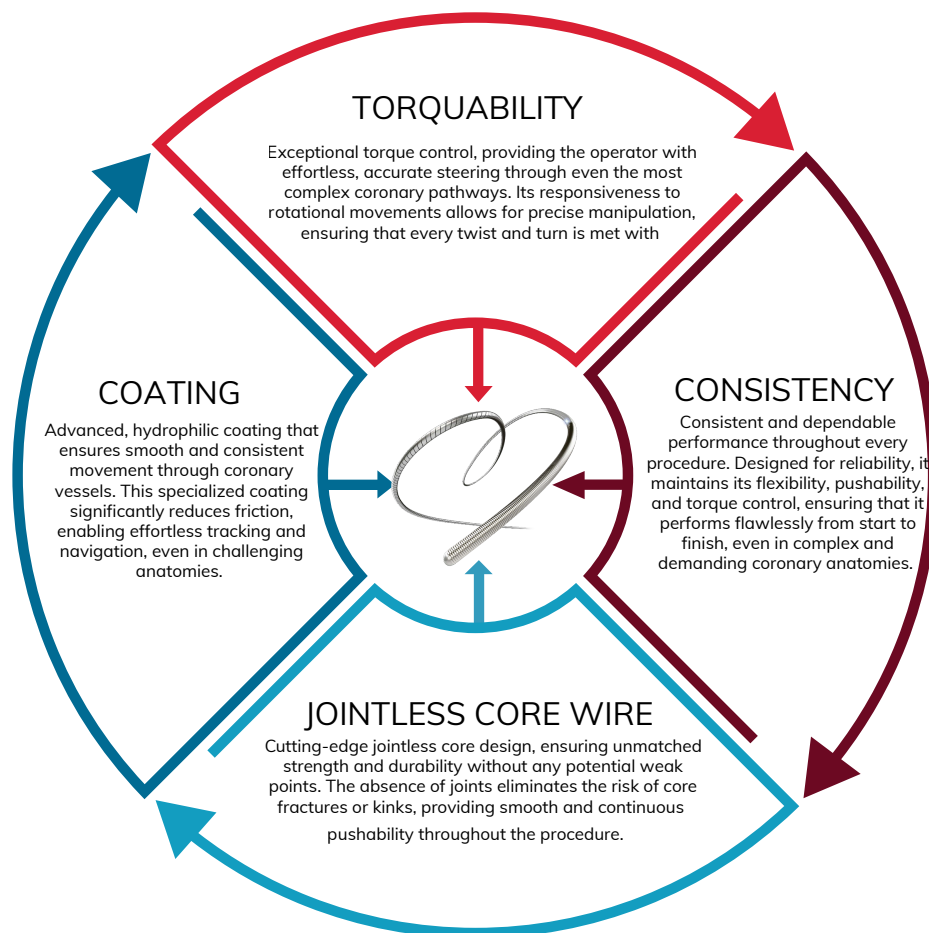 TORQUABILITY
Exceptional torque control, providing the operator with
effortless, accurate steering through even the most
complex coronary pathways. Its responsiveness to
rotational movements allows for precise manipulation,
ensuring that every twist and turn is met with
COATING
Advanced, hydrophilic coating that
ensures smooth and consistent
movement through coronary
vessels. This specialized coating
significantly reduces friction,
enabling effortless tracking and
navigation, even in challenging
anatomies.
CONSISTENCY
Consistent and dependable
performance throughout every
procedure. Designed for reliability, it
maintains its flexibility, pushability,
and torque control, ensuring that it
performs flawlessly from start to
finish, even in complex and
demanding coronary anatomies.
JOINTLESS CORE WIRE
Cutting-edge jointless core design, ensuring unmatched
strength and durability without any potential weak
points. The absence of joints eliminates the risk of core
fractures or kinks, providing smooth and continuous
pushability throughout the procedure.